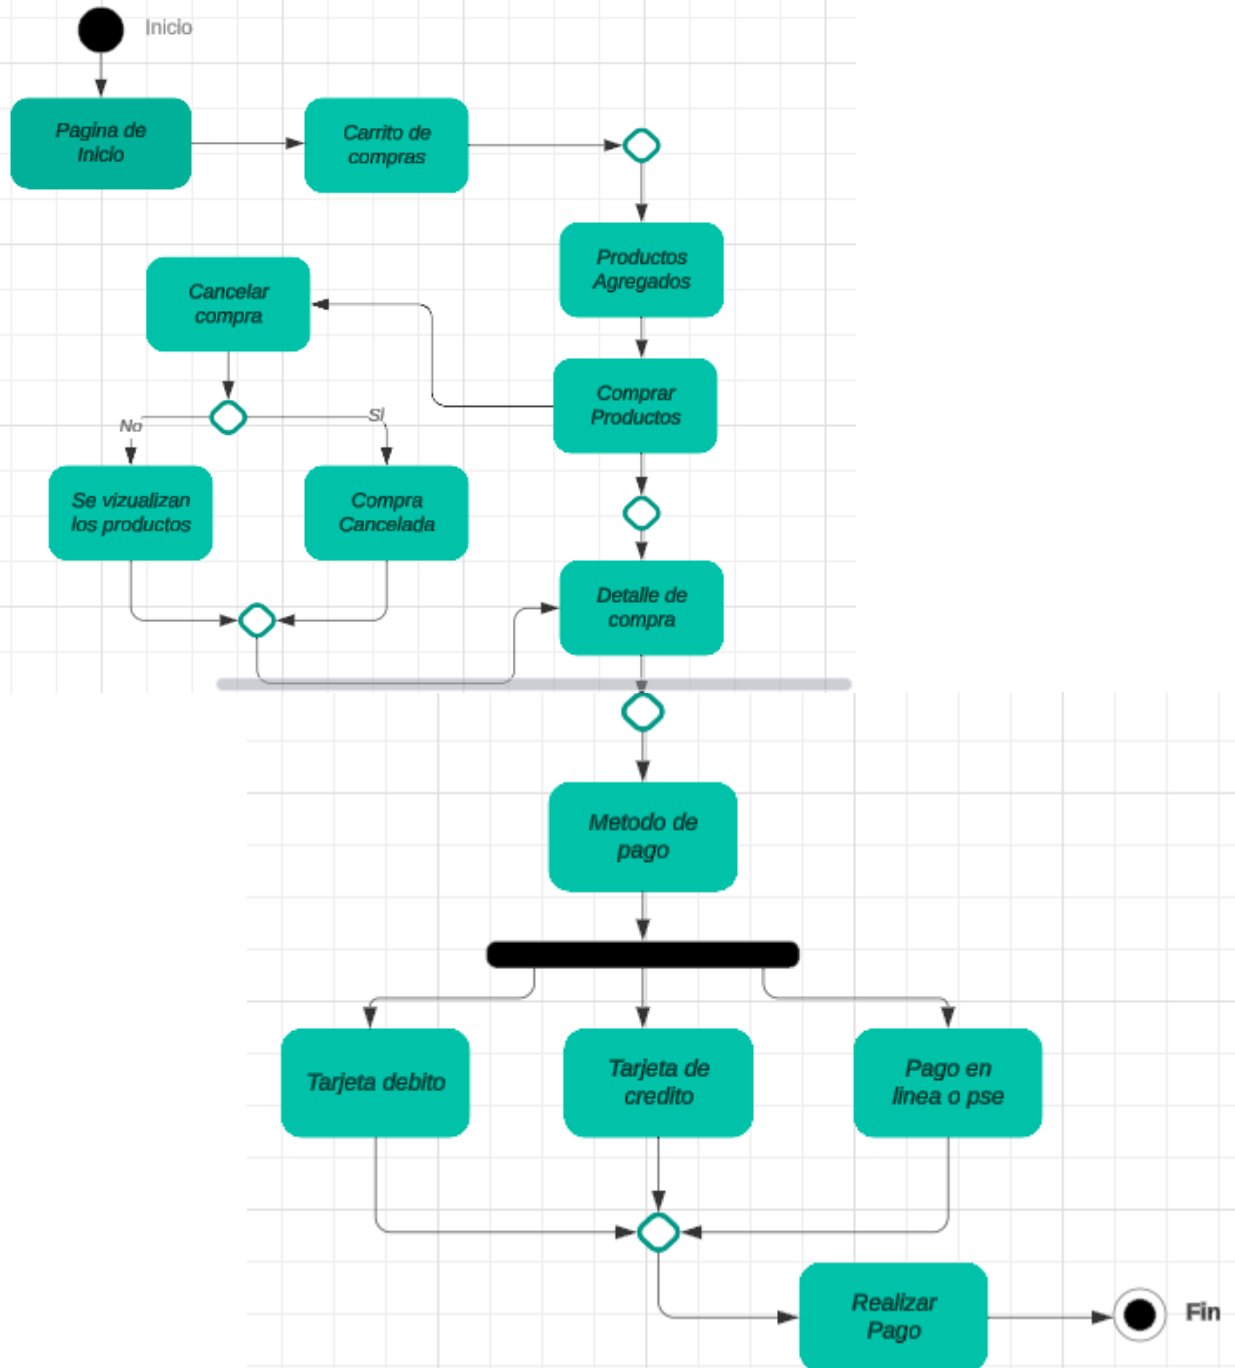 Inicio
Pagina de
Inicio
Carrito de
compras
Productos
Agregados
Cancelar
compra
Comprar
Productos
No
Si
Se vizualizan
los productos
Compra
Cancelada
Detalle de
compra
Metodo de
pago
Tarjeta debito
Tarjeta de
credito
Pago en
linea o pse
Realizar
Pago
Fin